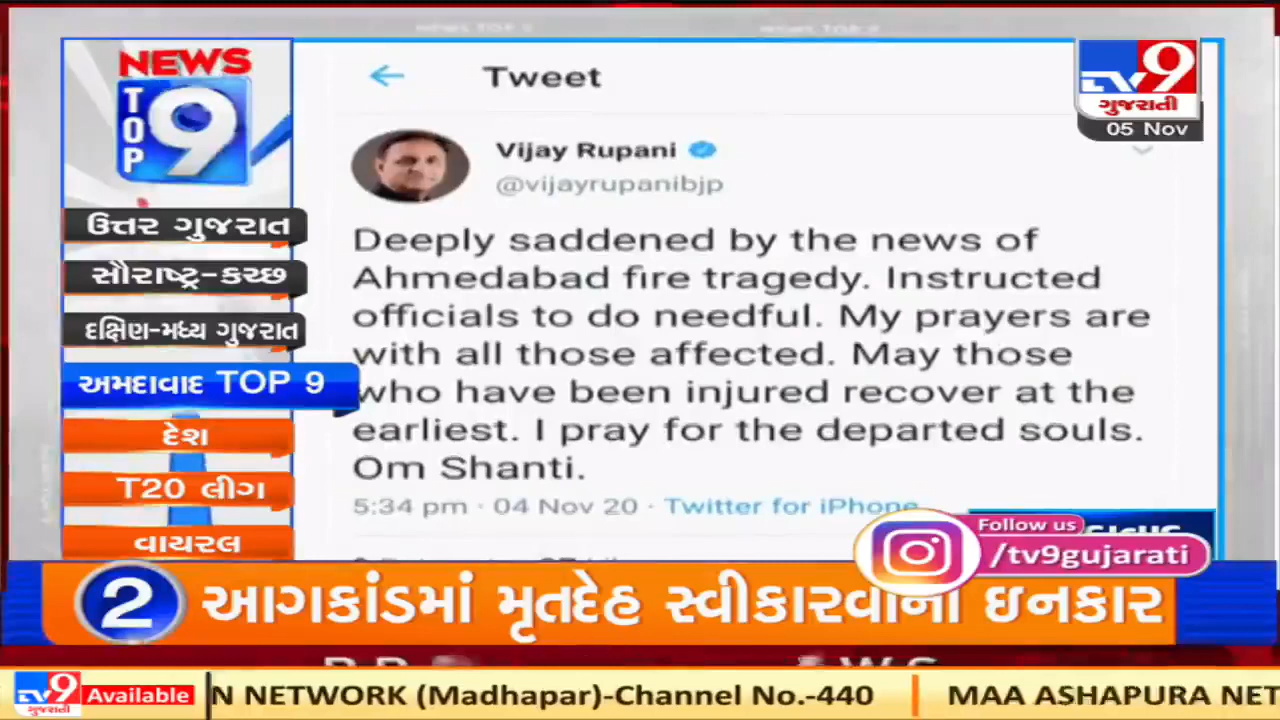 NEWS
TOP
9
TV9
ગુજરાતી
05 Nov
Tweet
Vijay Rupani
@vijayrupanibjp
Deeply saddened by the news of
Ahmedabad fire tragedy. Instructed
officials to do needful. My prayers are
with all those affected. May those
who have been injured recover at the
earliest. I pray for the departed souls.
Om Shanti.
5:34 pm · 04 Nov 20 · Twitter for iPhone
ઉત્તર ગુજરાત
સૌરાષ્ટ્ર-કચ્છ
દક્ષિણ-મધ્ય ગુજરાત
અમદાવાદ TOP 9
દેશ
T20 લીગ
વાયરલ
Follow us
/tv9gujarati
2 આગકાંડમાં મૃતદેહ સ્વીકારવાનો ઇનકાર
TV9 ગુજરાતી Available N NETWORK (Madhapar)-Channel No.-440 MAA ASHAPURA NET